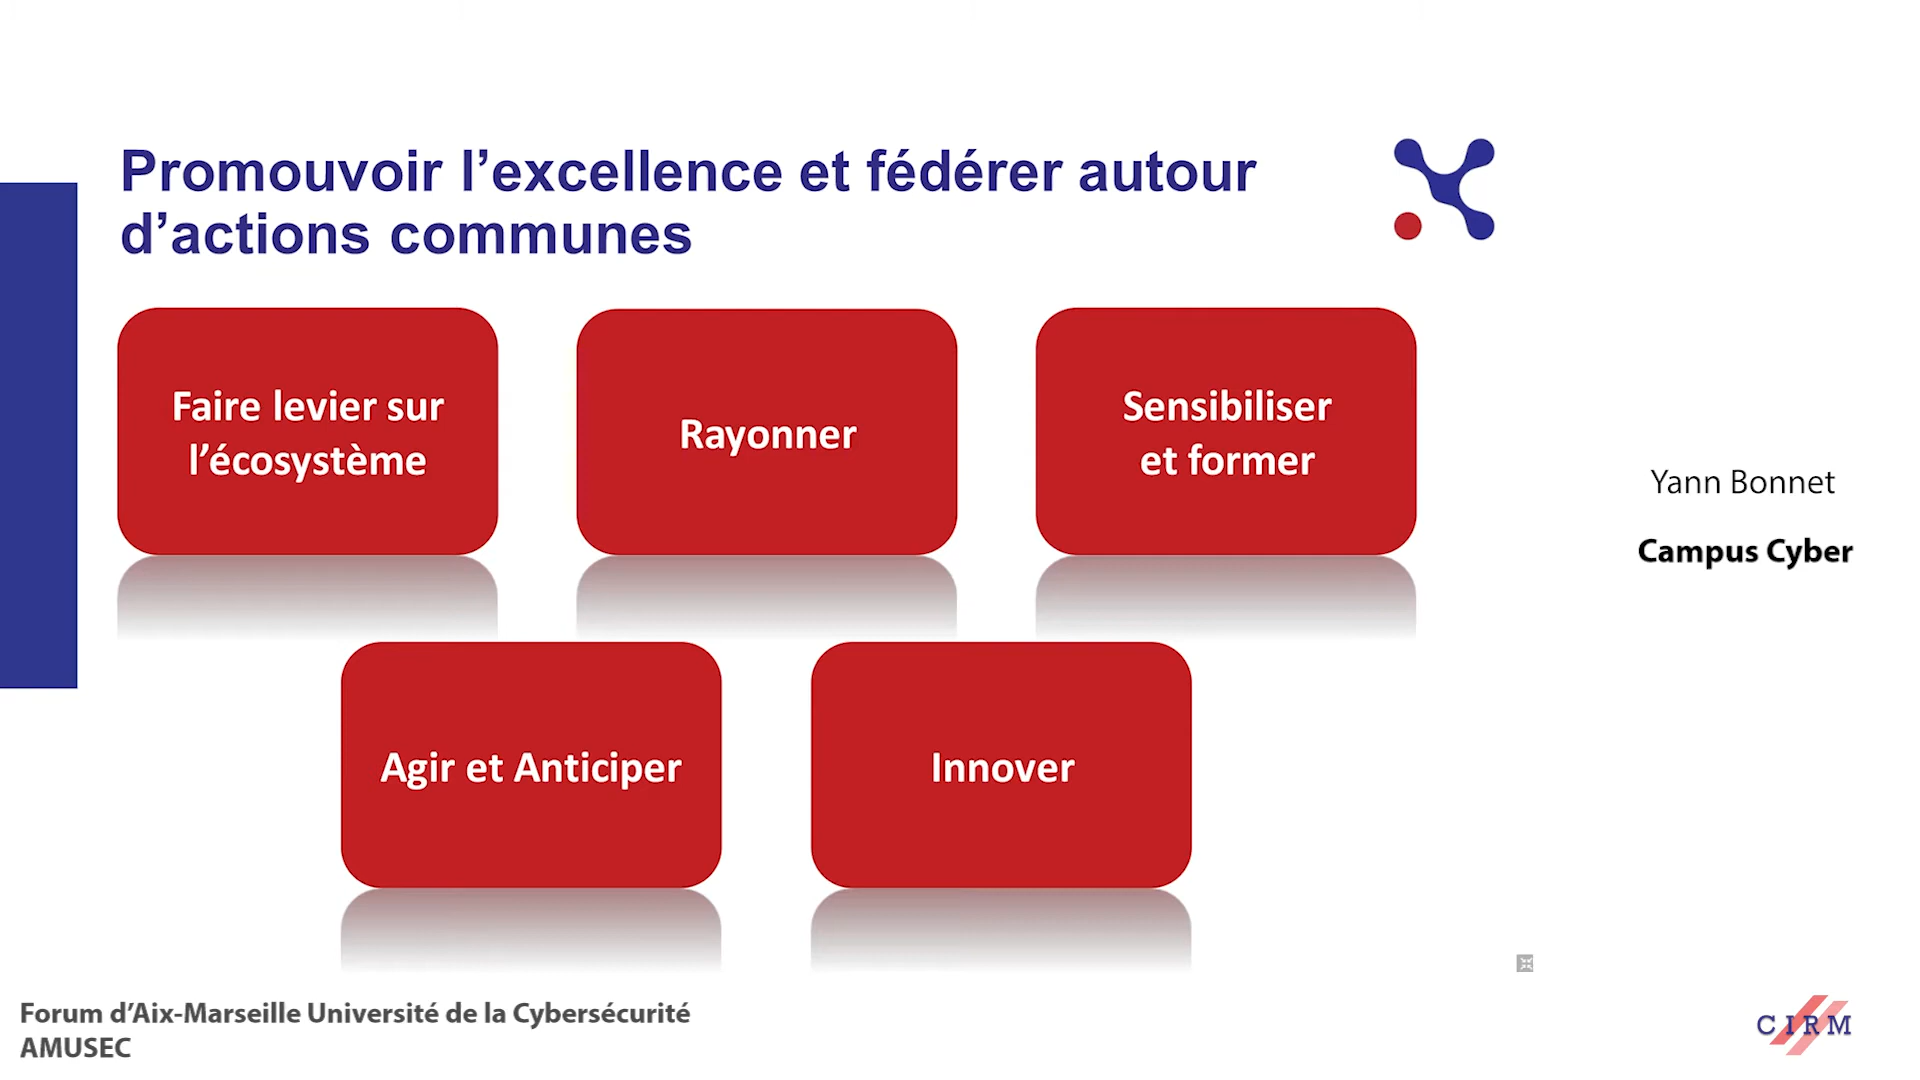 Promouvoir l’excellence et fédérer autour
d’actions communes
Faire levier sur
l’écosystème
Rayonner
Sensibiliser
et former
Yann Bonnet
Campus Cyber
Agir et Anticiper
Innover
Forum d’Aix-Marseille Université de la Cybersécurité
AMUSEC
CIRM